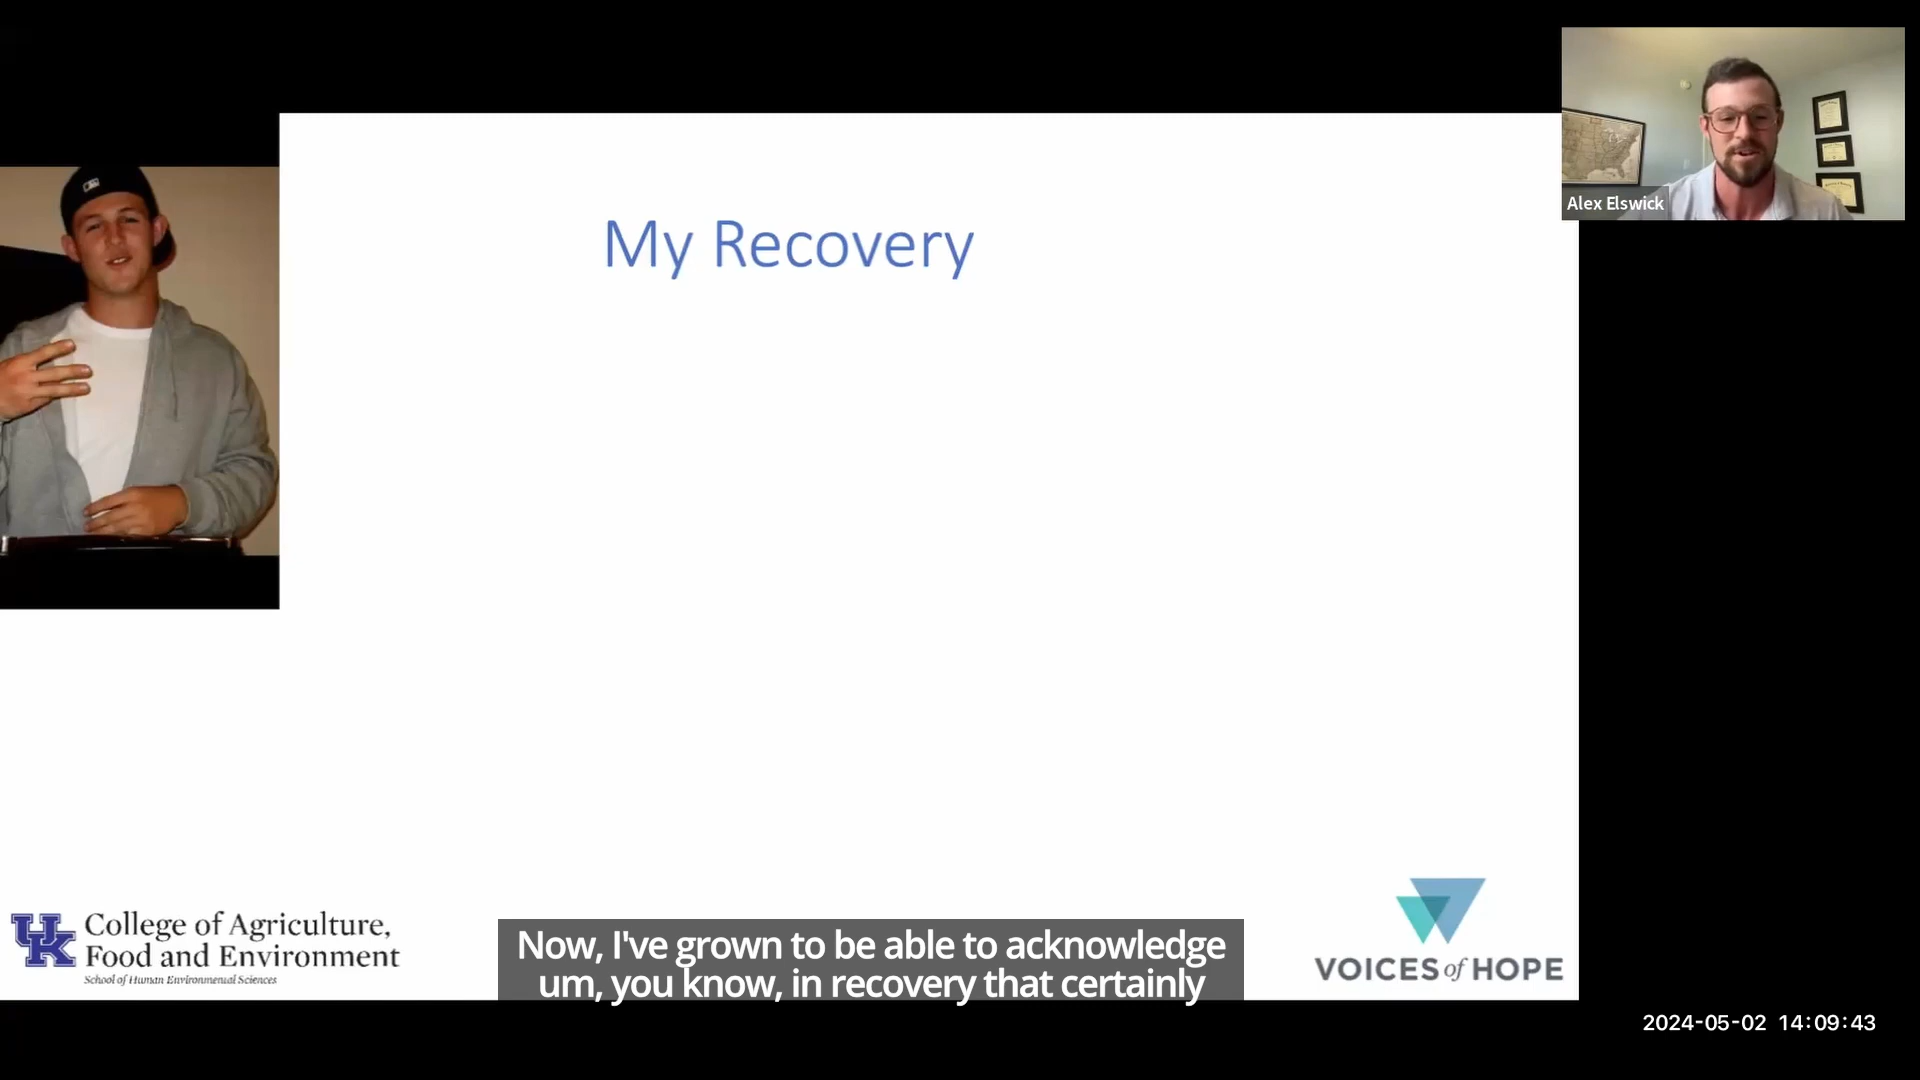 Alex Elswick
My Recovery
UK
College of Agriculture,
Food and Environment
School of Human Environmental Sciences
VOICES of HOPE
Now, I've grown to be able to acknowledge
um, you know, in recovery that certainly
2024-05-02 14:09:43